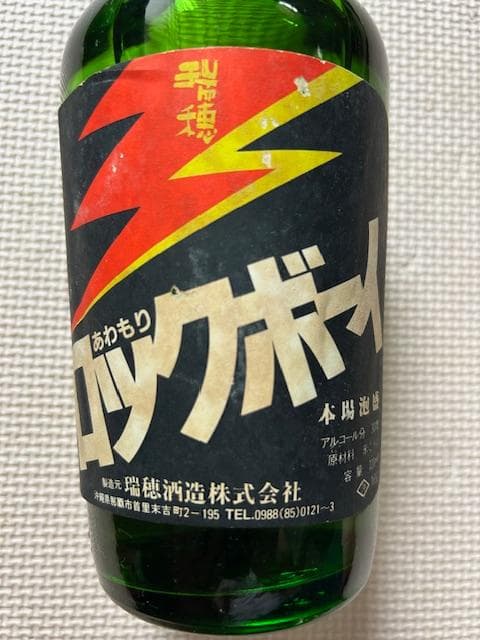 瑞穂
あわもり
ロックボーイ
本場泡盛
アルコール分
原材料 米
容量
製造元 瑞穂酒造株式会社
沖縄県那覇市首里末吉町2-195 TEL.0988(85)0121~3